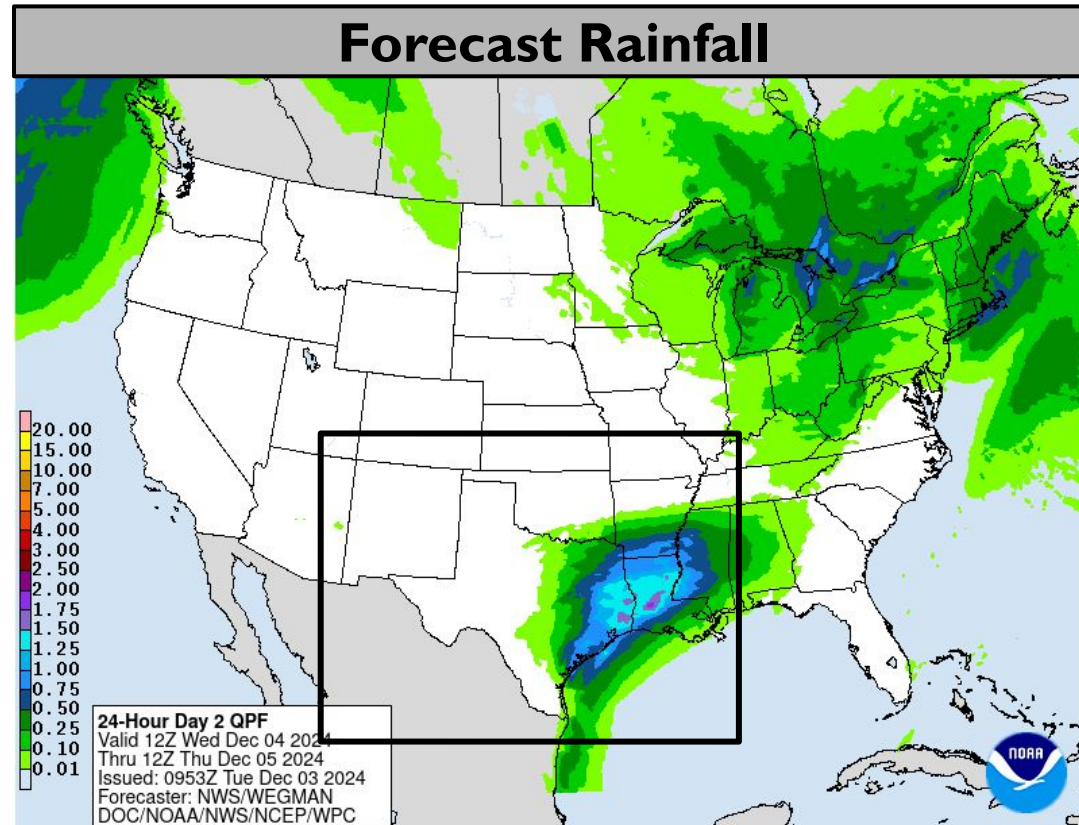 Forecast Rainfall
20.00
15.00
10.00
7.00
5.00
4.00
3.00
2.50
2.00
1.75
1.50
1.25
1.00
0.75
0.50
0.25
0.10
0.01
24-Hour Day 2 QPF
Valid 12Z Wed Dec 04 2024
Thru 12Z Thu Dec 05 2024
Issued: 0953Z Tue Dec 03 2024
Forecaster: NWS/WEGMAN
DOC/NOAA/NWS/NCEP/WPC
NOAA